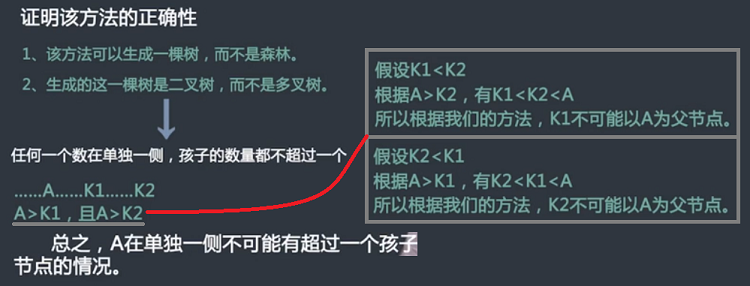 证明该方法的正确性
1、该方法可以生成一棵树，而不是森林。
2、生成的这一棵树是二叉树，而不是多叉树。
任何一个数在单独一侧，孩子的数量都不超过一个
……A……K1……K2
A>K1，且A>K2
假设K1<K2
根据A>K2，有K1<K2<A
所以根据我们的方法，K1不可能以A为父节点。
假设K2<K1
根据A>K1，有K2<K1<A
所以根据我们的方法，K2不可能以A为父节点。
总之，A在单独一侧不可能有超过一个孩子
节点的情况。